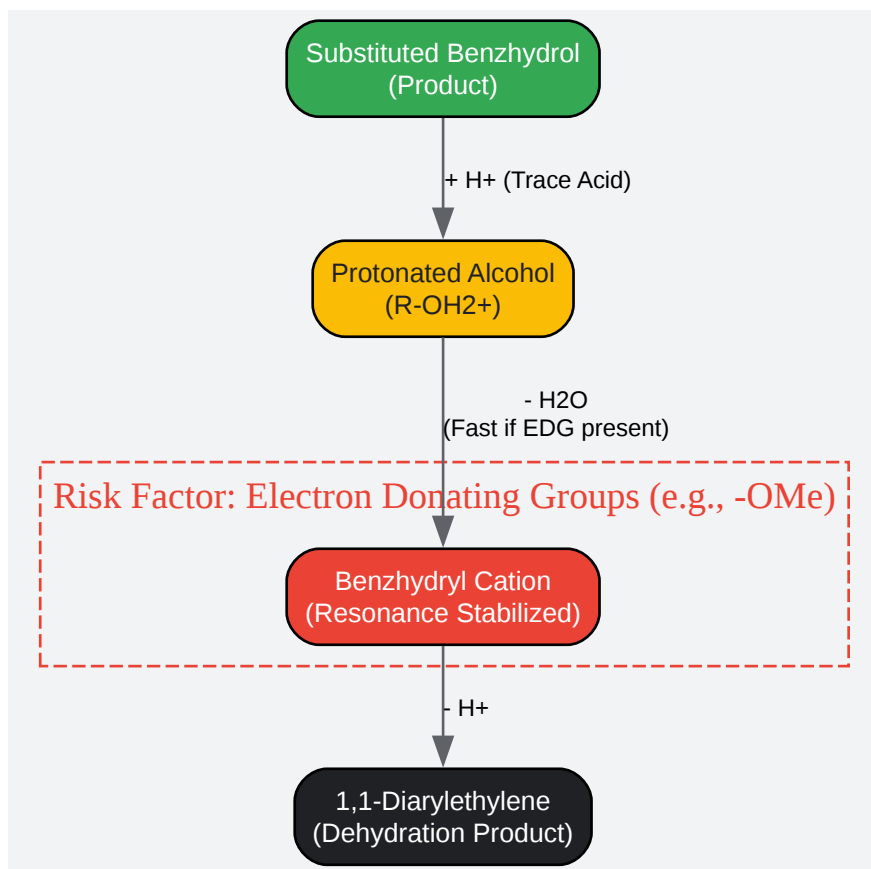 Substituted Benzhydrol
(Product)
+ H+ (Trace Acid)
Protonated Alcohol
(R-OH2+)
- H2O
(Fast if EDG present)
Risk Factor: Electron Donating Groups (e.g., -OMe)
Benzhydryl Cation
(Resonance Stabilized)
- H+
1,1-Diarylethylene
(Dehydration Product)